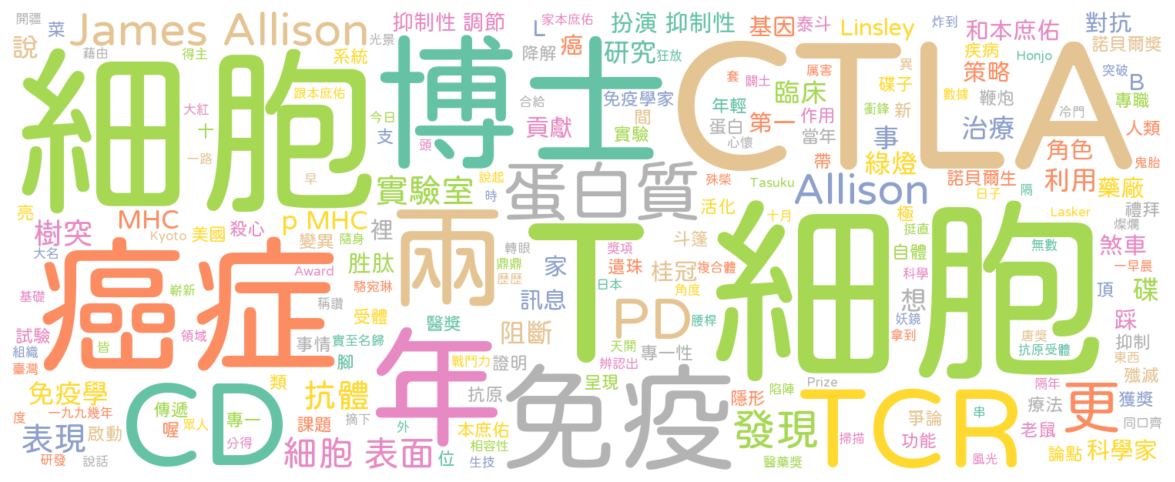 開疆 菜 James Allison 光景 抑制性 調節 L 家本庶佑 扮演 抑制性 基因 泰斗 Linsley 炸到 和本庶佑 對抗 諾貝爾獎
說 得主 藉由 系統 降解 癌 研究 狂放 套 厲害 異 疾病 Honjo 突破 B
細胞 博士 CTLA
大紅 跟本庶佑 合給 免疫學家 間 年輕 臨床 關士 碟子 衝鋒 數據 策略 鞭炮 冷門 專職
十 今日 支 貢獻 實驗 蛋白 第一 作用 當年 新 治療 人類
一路 早 頭 心懷 帶 事 綠燈 角色 鬼胎
實驗室 蛋白質 殊榮 Tasuku Allison 諾貝爾生 日子 隔 利用 藥廠
亮 MHC p MHC 兩 T 細胞 說起 時 活化 十月 極 挺直 Lasker 禮拜 燦爛
樹突 Kyoto 美國 殺心 變異 隨身 裡 轉眼 獎項 斗篷 自體 無數 煞車
大名 癌症 Award 胜肽 鼎鼎 歷歷 家 遺珠 桂冠 複合體 科學 一早晨
基礎 嶄新 稱讚 駱宛琳 訊息 日本 角度 想 碟 頂
試驗 領域 受體 醫獎 年 阻斷 PD 腰桿 妖鏡 唐獎 踩
組織 皆 事情 實至名歸 證明 天開 專一性 拿到 抗原受體 抑制
臺灣 腳 戰鬥力 辨認出 東西 殲滅
免疫學 CD 類 抗體 抗原 免疫 呈現 陷陣 Prize 隱形 TCR 隔年 更
度 一九九幾年 傳遞 專一 摘下 外 爭論 串 療法 獲獎
表現 啟動 喔 眾人 課題 本庶佑 發現 功能 老鼠 同口齊
研發 說話 分得 細胞 表面 位 相容性 生技 醫藥獎 掃描 風光 論點 科學家